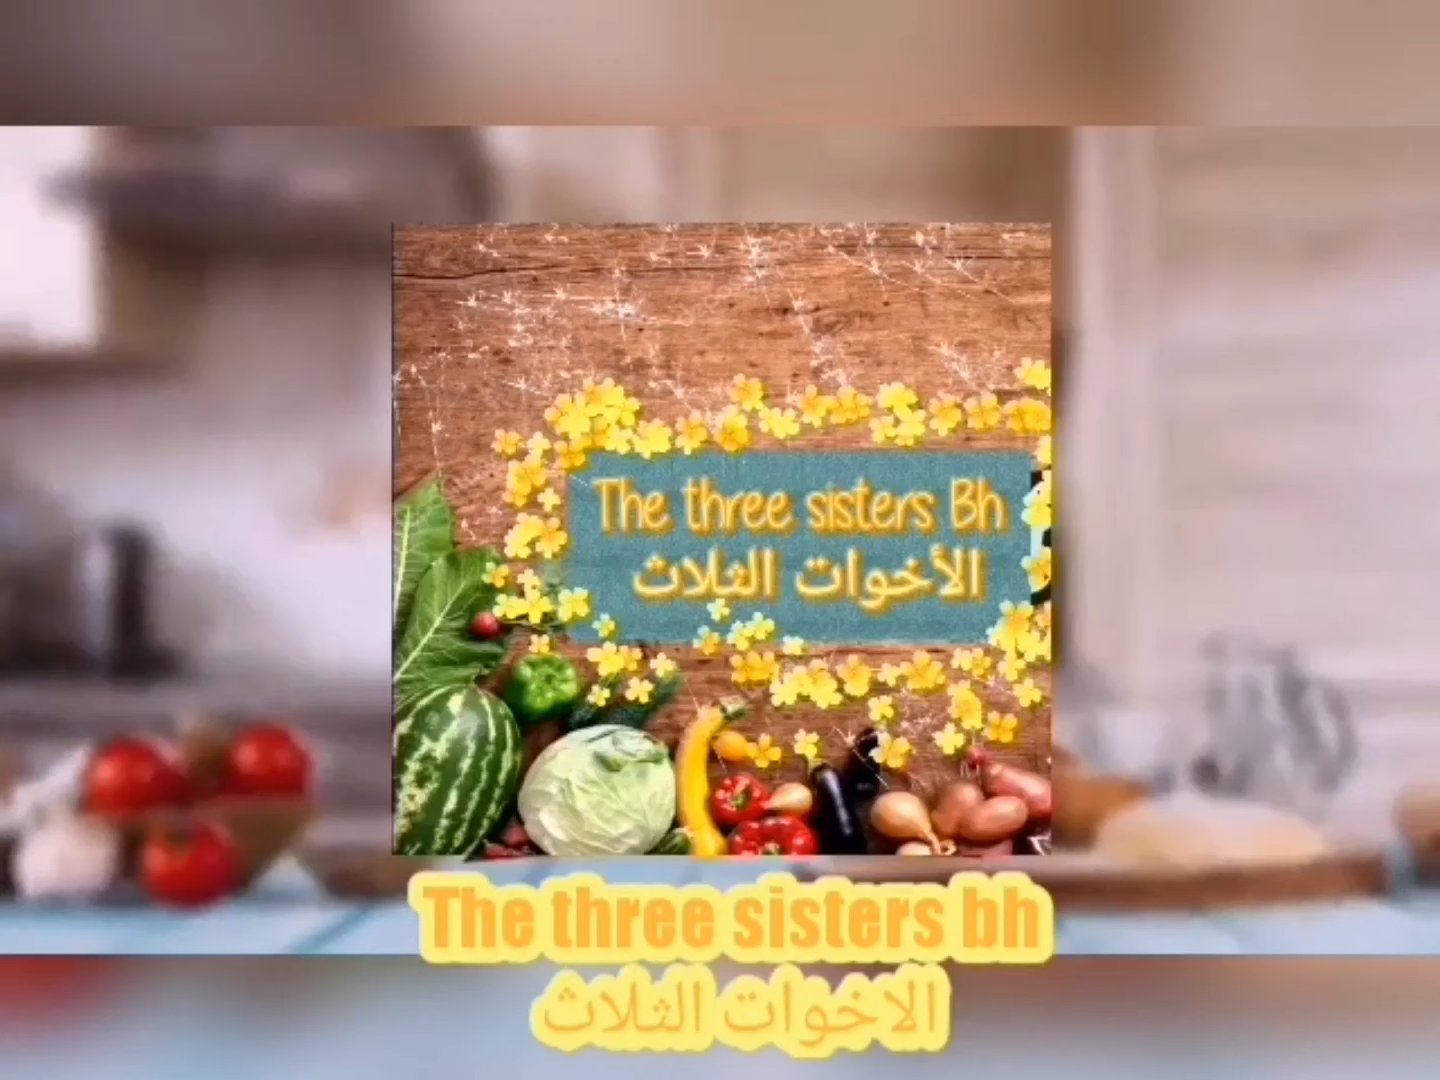 The three sisters Bh
الأخوات الثلاث
The three sisters bh
الاخوات الثلاث